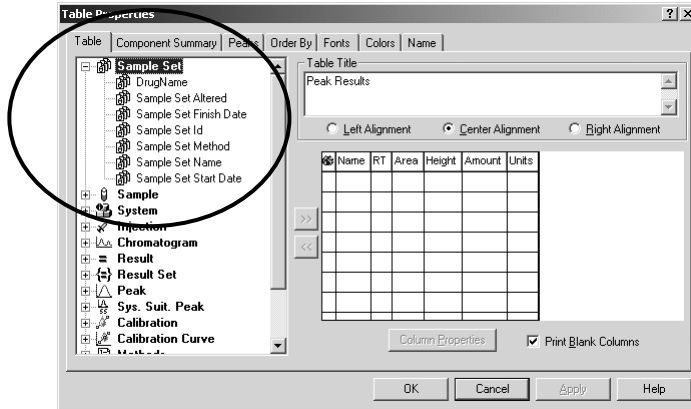 Table Properties
Table Component Summary Peaks Order By Fonts Colors Name
Sample Set
DrugName
Sample Set Altered
Sample Set Finish Date
Sample Set Id
Sample Set Method
Sample Set Name
Sample Set Start Date
Sample
System
Injection
Chromatogram
Result
Result Set
Peak
Sys. Suit. Peak
Calibration
Calibration Curve
Methods
Table Title
Peak Results
Left Alignment Center Alignment Right Alignment
Name RT Area Height Amount Units
>>
<<
Column Properties Print Blank Columns
OK Cancel Apply Help